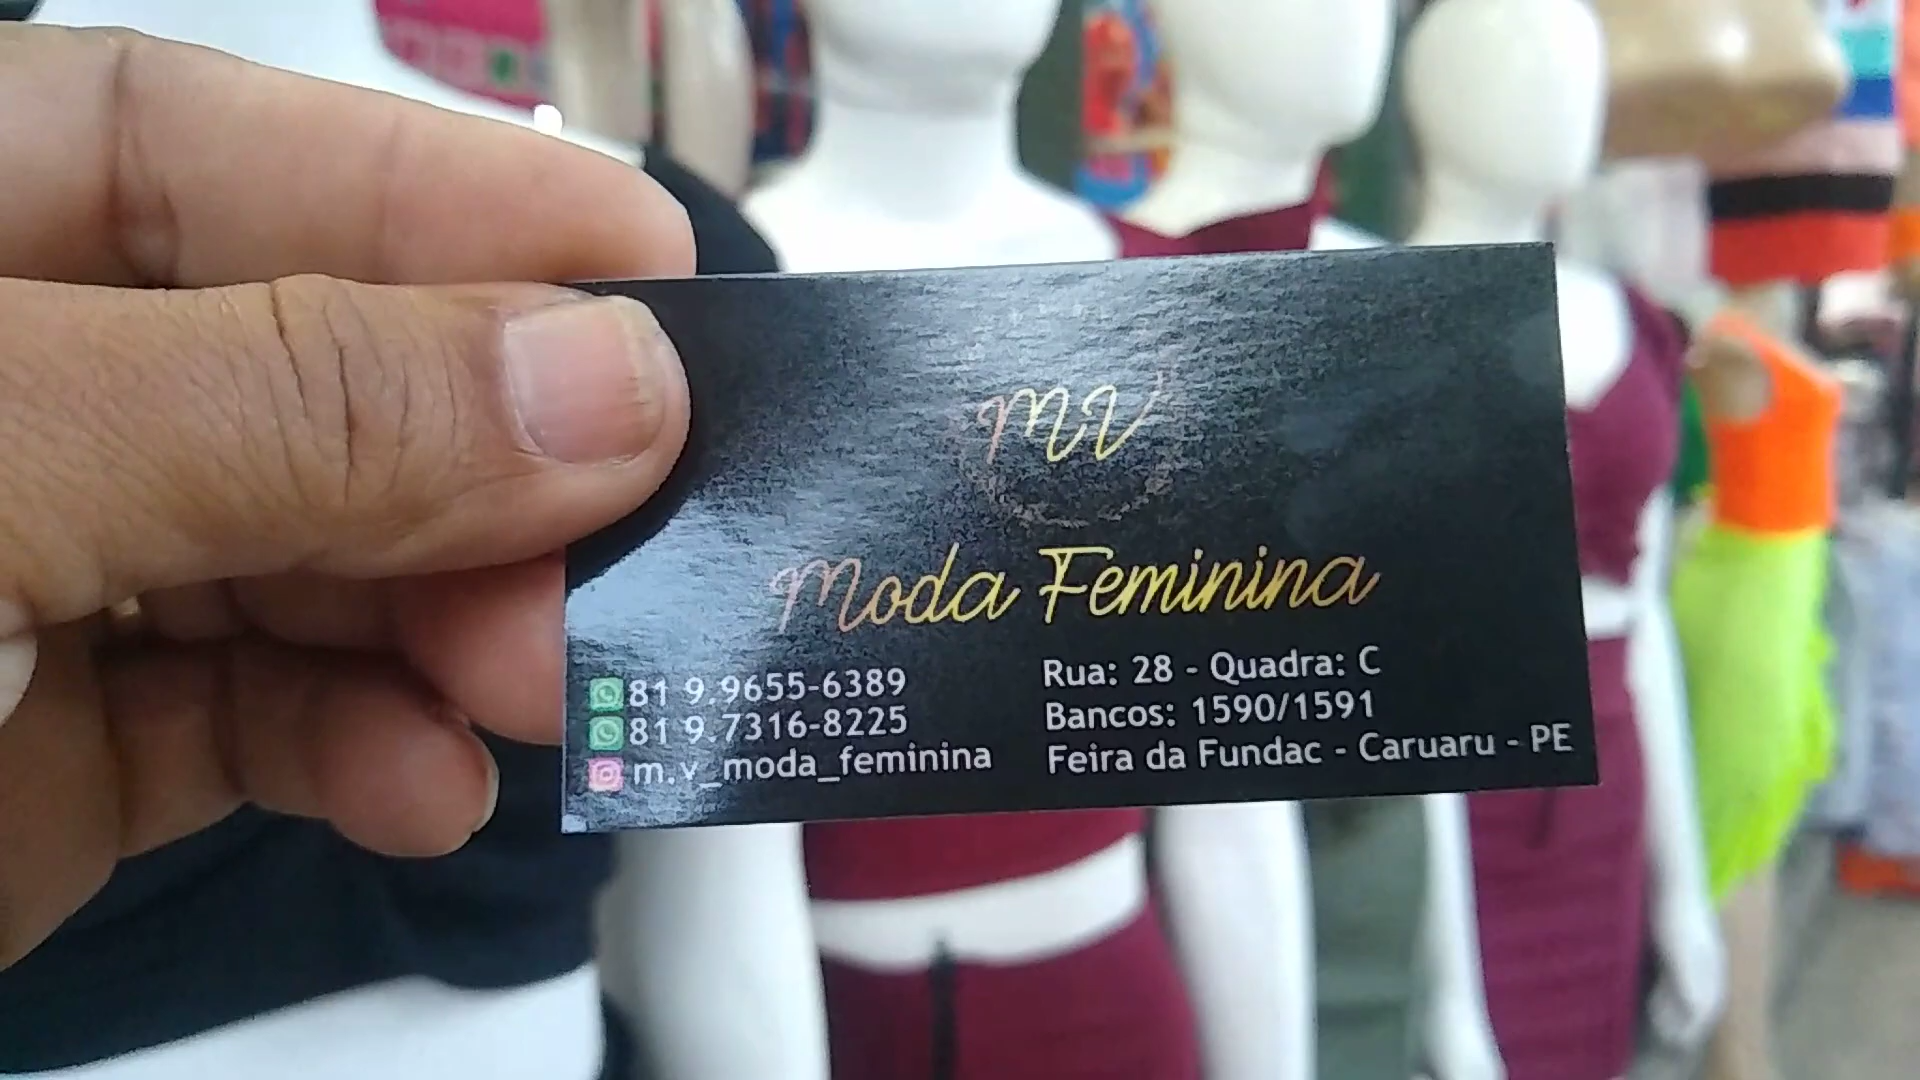 MV
Moda Feminina
81 9.9655-6389
81 9.7316-8225
m.v_moda_feminina
Rua: 28 - Quadra: C
Bancos: 1590/1591
Feira da Fundac - Caruaru - PE